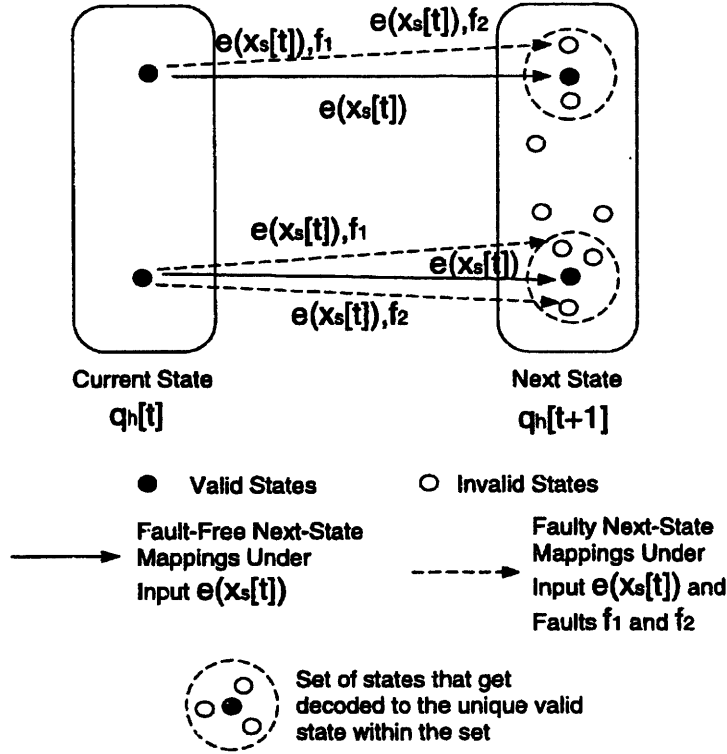 e(xs[t]),f1
e(xs[t]),f2
e(xs[t])
e(xs[t]),f1
e(xs[t])
e(xs[t]),f2
Current State
qh[t]
Next State
qh[t+1]
Valid States
Invalid States
Fault-Free Next-State
Mappings Under
Input e(xs[t])
Faulty Next-State
Mappings Under
Input e(xs[t]) and
Faults f1 and f2
Set of states that get
decoded to the unique valid
state within the set